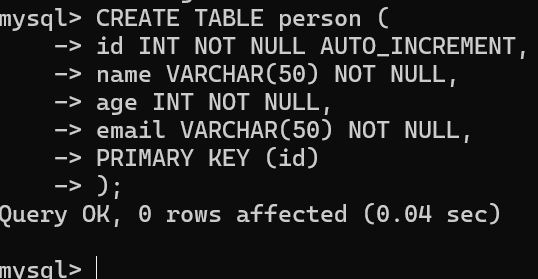 mysql> CREATE TABLE person (
    -> id INT NOT NULL AUTO_INCREMENT,
    -> name VARCHAR(50) NOT NULL,
    -> age INT NOT NULL,
    -> email VARCHAR(50) NOT NULL,
    -> PRIMARY KEY (id)
    -> );
Query OK, 0 rows affected (0.04 sec)
mysql>